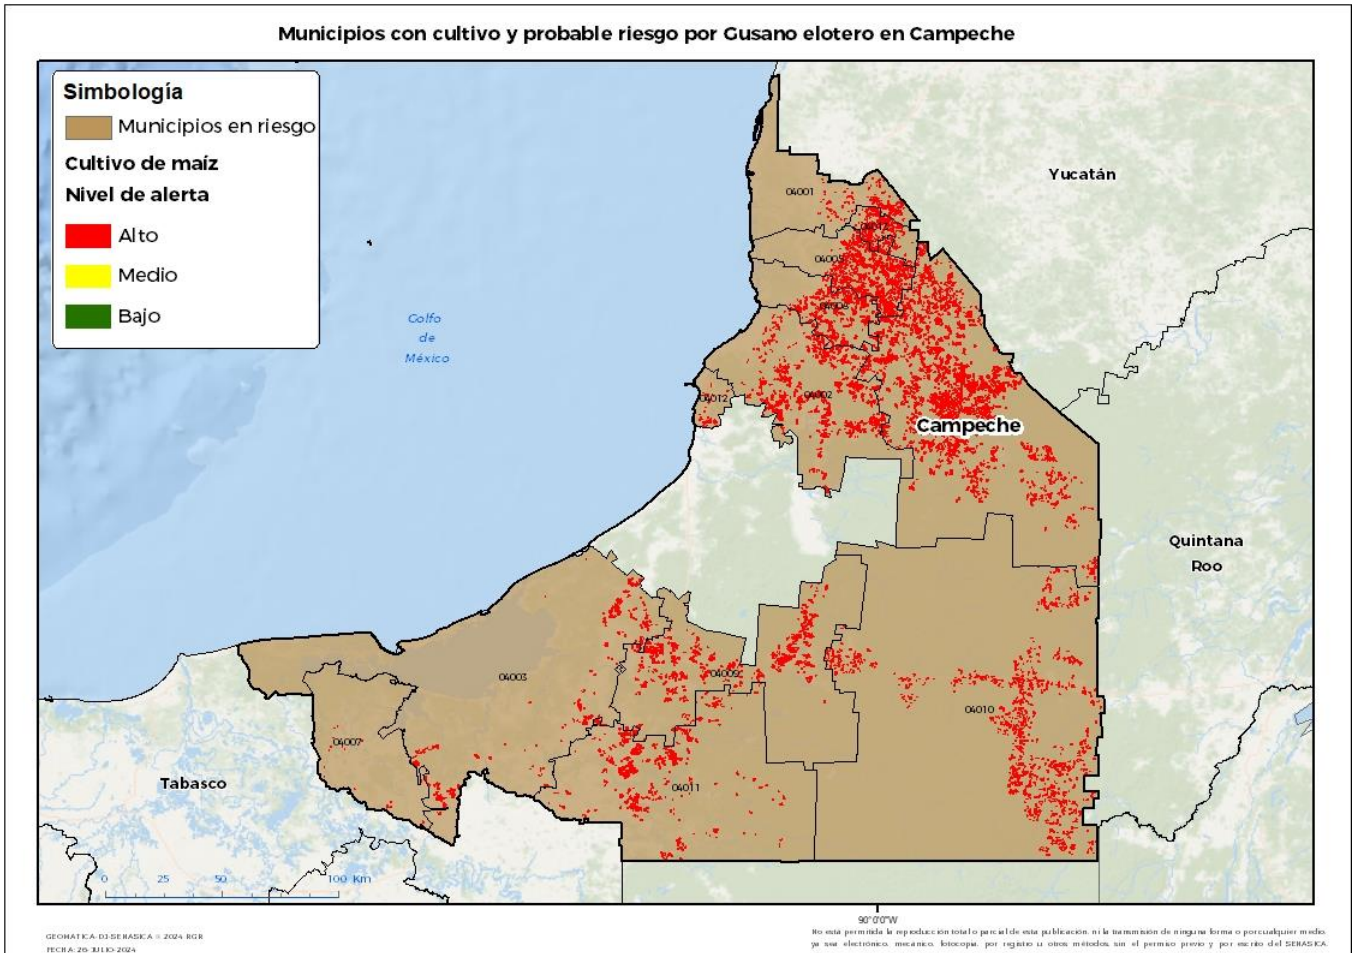 Municipios con cultivo y probable riesgo por Gusano elotero en Campeche
Simbología
Municipios en riesgo
Cultivo de maíz
Nivel de alerta
Alto
Medio
Bajo
Yucatán
04001
04005
Golfo
de
México
04012
04002
Campeche
Quintana
Roo
04003
04009
04010
04007
Tabasco
04011
0 25 50 100 Km
90°0'0"W
GEOMATICA-DJ-SENASICA © 2024 RGR
FECHA: 26-JULIO-2024
No está permitida la reproducción total o parcial de esta publicación, ni la transmisión de ninguna forma o por cualquier medio,
ya sea electrónico, mecánico, fotocopia, por registro u otros métodos, sin el permiso previo y por escrito del SENASICA.